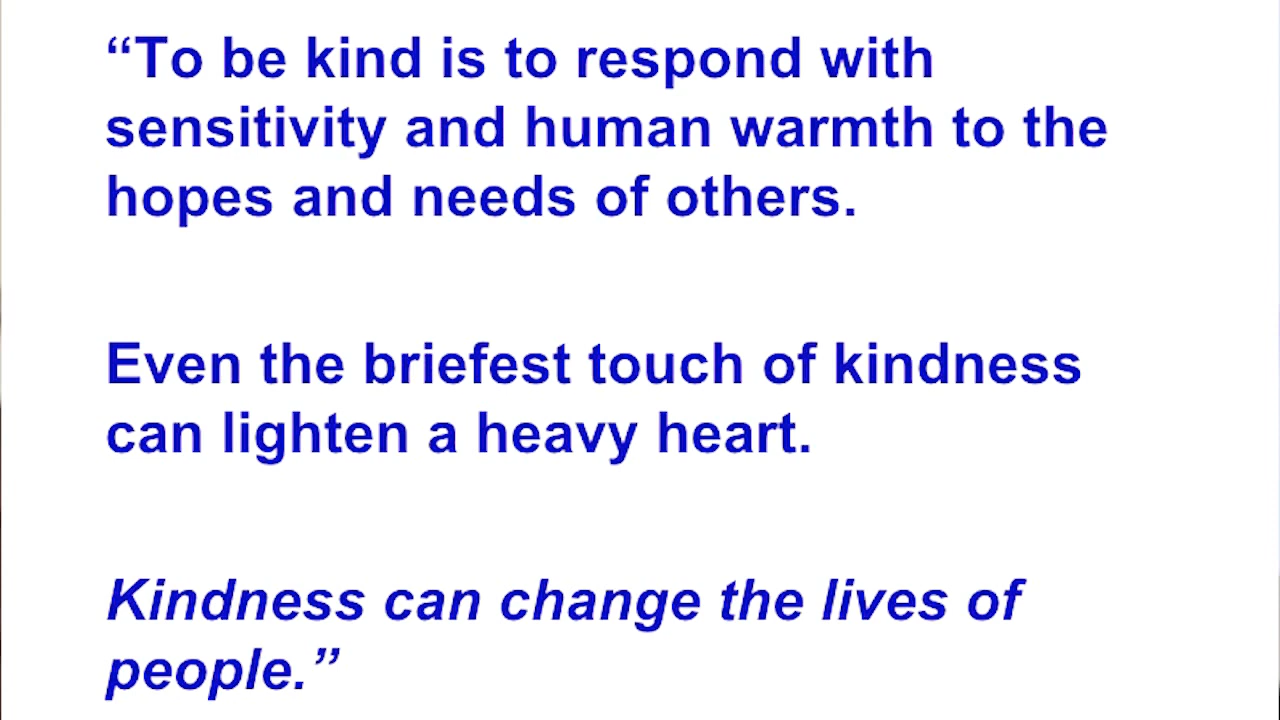 “To be kind is to respond with
sensitivity and human warmth to the
hopes and needs of others.
Even the briefest touch of kindness
can lighten a heavy heart.
Kindness can change the lives of
people.”